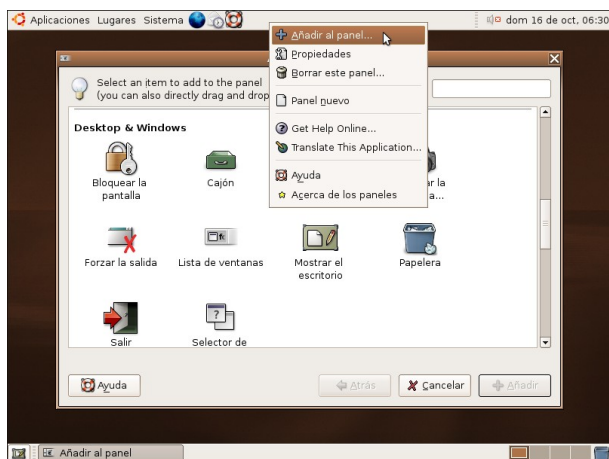 Aplicaciones Lugares Sistema
dom 16 de oct, 06:30
Añadir al panel...
Propiedades
Borrar este panel...
Panel nuevo
Get Help Online...
Translate This Application...
Ayuda
Acerca de los paneles
Select an item to add to the panel
(you can also directly drag and drop
Desktop & Windows
Bloquear la
pantalla
Cajón
ar la
a...
Forzar la salida
Lista de ventanas
Mostrar el
escritorio
Papelera
Salir
Selector de
Ayuda
Atrás
Cancelar
Añadir
Añadir al panel